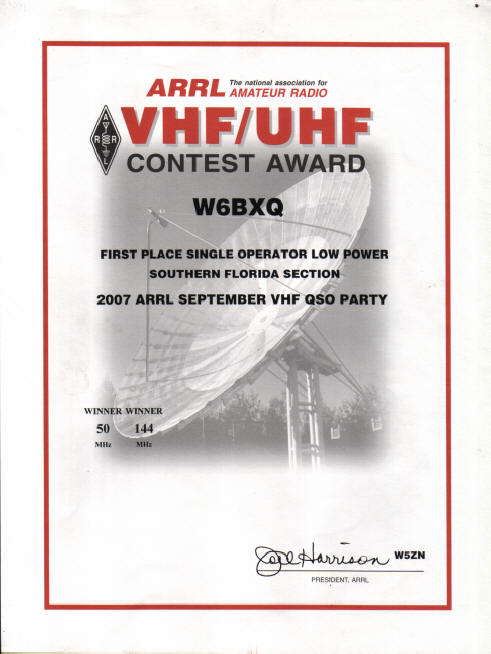 ARRL The national association for
AMATEUR RADIO
A
R R
L
VHF/UHF
CONTEST AWARD
W6BXQ
FIRST PLACE SINGLE OPERATOR LOW POWER
SOUTHERN FLORIDA SECTION
2007 ARRL SEPTEMBER VHF QSO PARTY
WINNER WINNER
50 144
MHz MHz
Joel Harrison W5ZN
PRESIDENT, ARRL